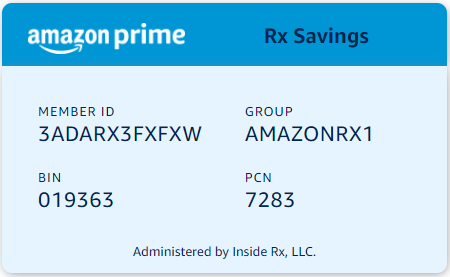 amazon prime Rx Savings
MEMBER ID GROUP
3ADARX3FXFXW AMAZONRX1
BIN PCN
019363 7283
Administered by Inside Rx, LLC.